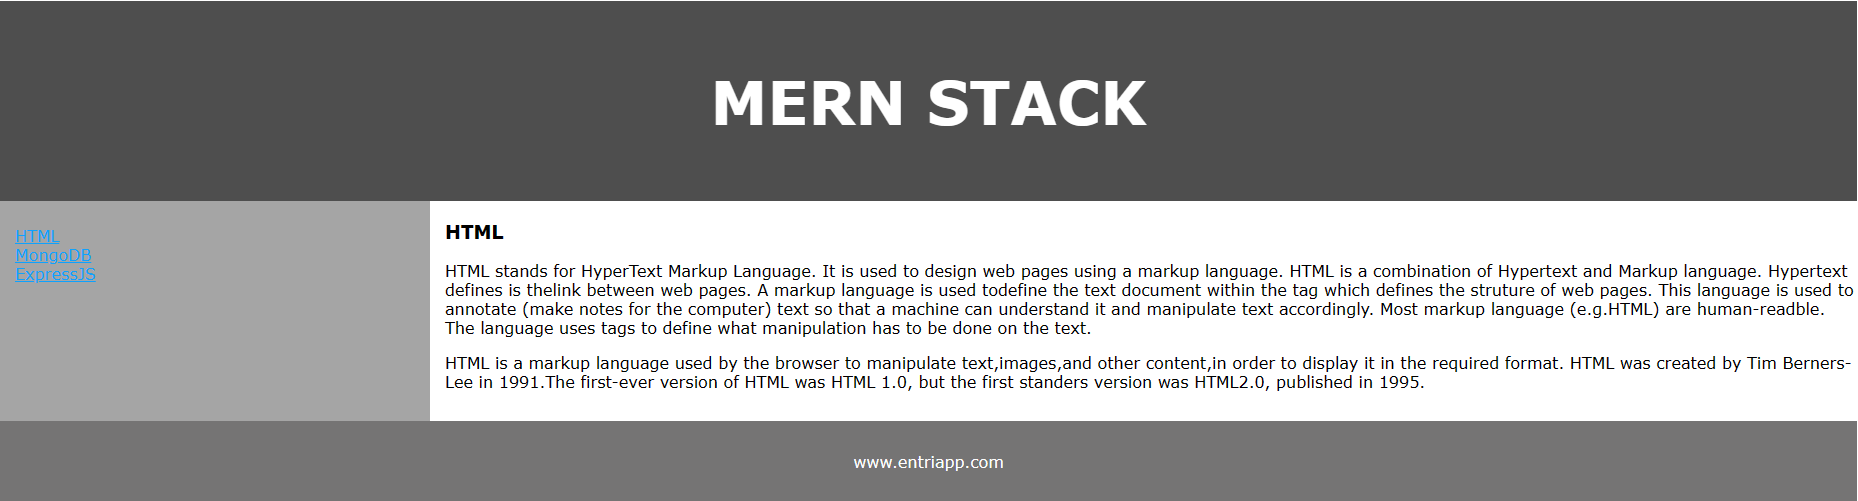 MERN STACK
HTML
MongoDB
ExpressJS
HTML
HTML stands for HyperText Markup Language. It is used to design web pages using a markup language. HTML is a combination of Hypertext and Markup language. Hypertext
defines is thelink between web pages. A markup language is used todefine the text document within the tag which defines the struture of web pages. This language is used to
annotate (make notes for the computer) text so that a machine can understand it and manipulate text accordingly. Most markup language (e.g.HTML) are human-readble.
The language uses tags to define what manipulation has to be done on the text.
HTML is a markup language used by the browser to manipulate text,images,and other content,in order to display it in the required format. HTML was created by Tim Berners-
Lee in 1991.The first-ever version of HTML was HTML 1.0, but the first standers version was HTML2.0, published in 1995.
www.entriapp.com